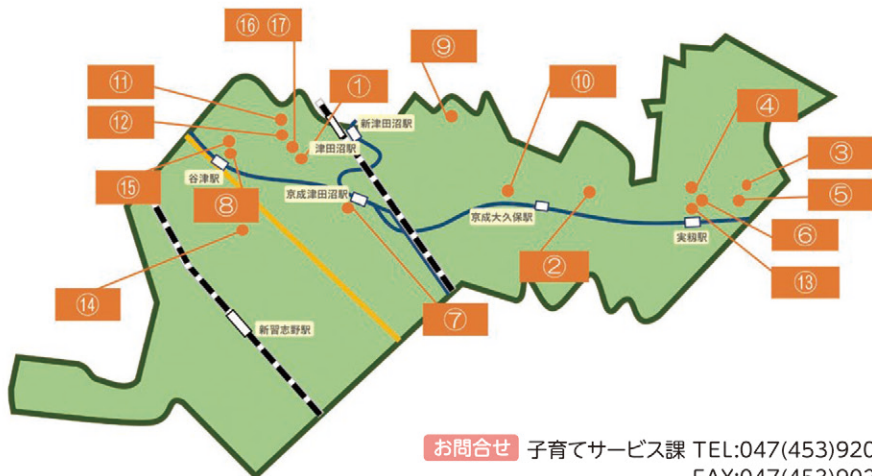 ⑯ ⑰
⑨
⑪
①
⑩
④
⑫
新津田沼駅
津田沼駅
③
⑮
谷津駅
⑧
京成津田沼駅
京成大久保駅
⑤
実籾駅
⑥
②
⑬
⑭
⑦
新習志野駅
お問合せ 子育てサービス課 TEL:047(453)920